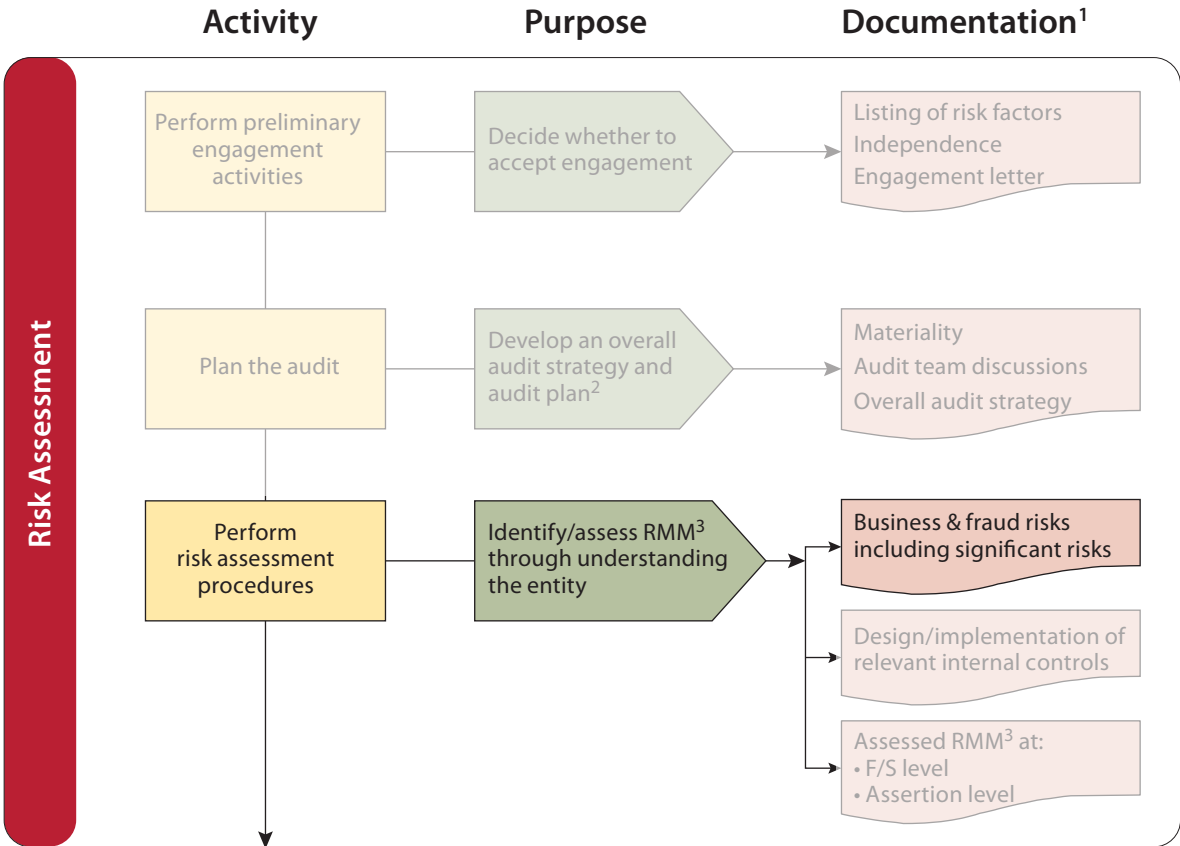 Activity
Purpose
Documentation¹
Risk Assessment
Perform preliminary
engagement
activities
Decide whether to
accept engagement
Listing of risk factors
Independence
Engagement letter
Plan the audit
Develop an overall
audit strategy and
audit plan²
Materiality
Audit team discussions
Overall audit strategy
Perform
risk assessment
procedures
Identify/assess RMM³
through understanding
the entity
Business & fraud risks
including significant risks
Design/implementation of
relevant internal controls
Assessed RMM³ at:
• F/S level
• Assertion level